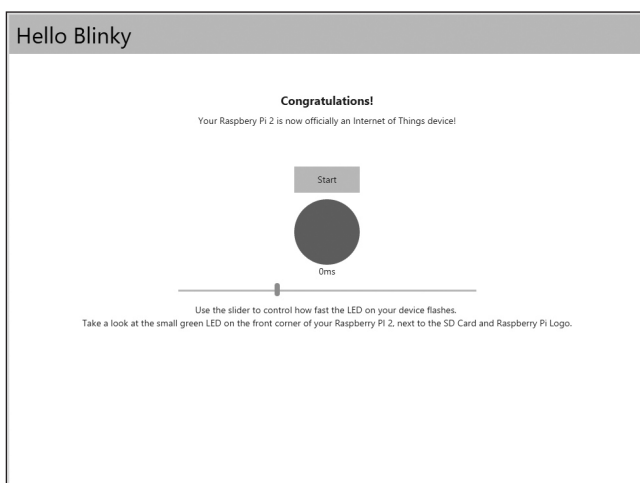 Hello Blinky
Congratulations!
Your Raspbery Pi 2 is now officially an Internet of Things device!
Start
0ms
Use the slider to control how fast the LED on your device flashes.
Take a look at the small green LED on the front corner of your Raspberry PI 2, next to the SD Card and Raspberry Pi Logo.